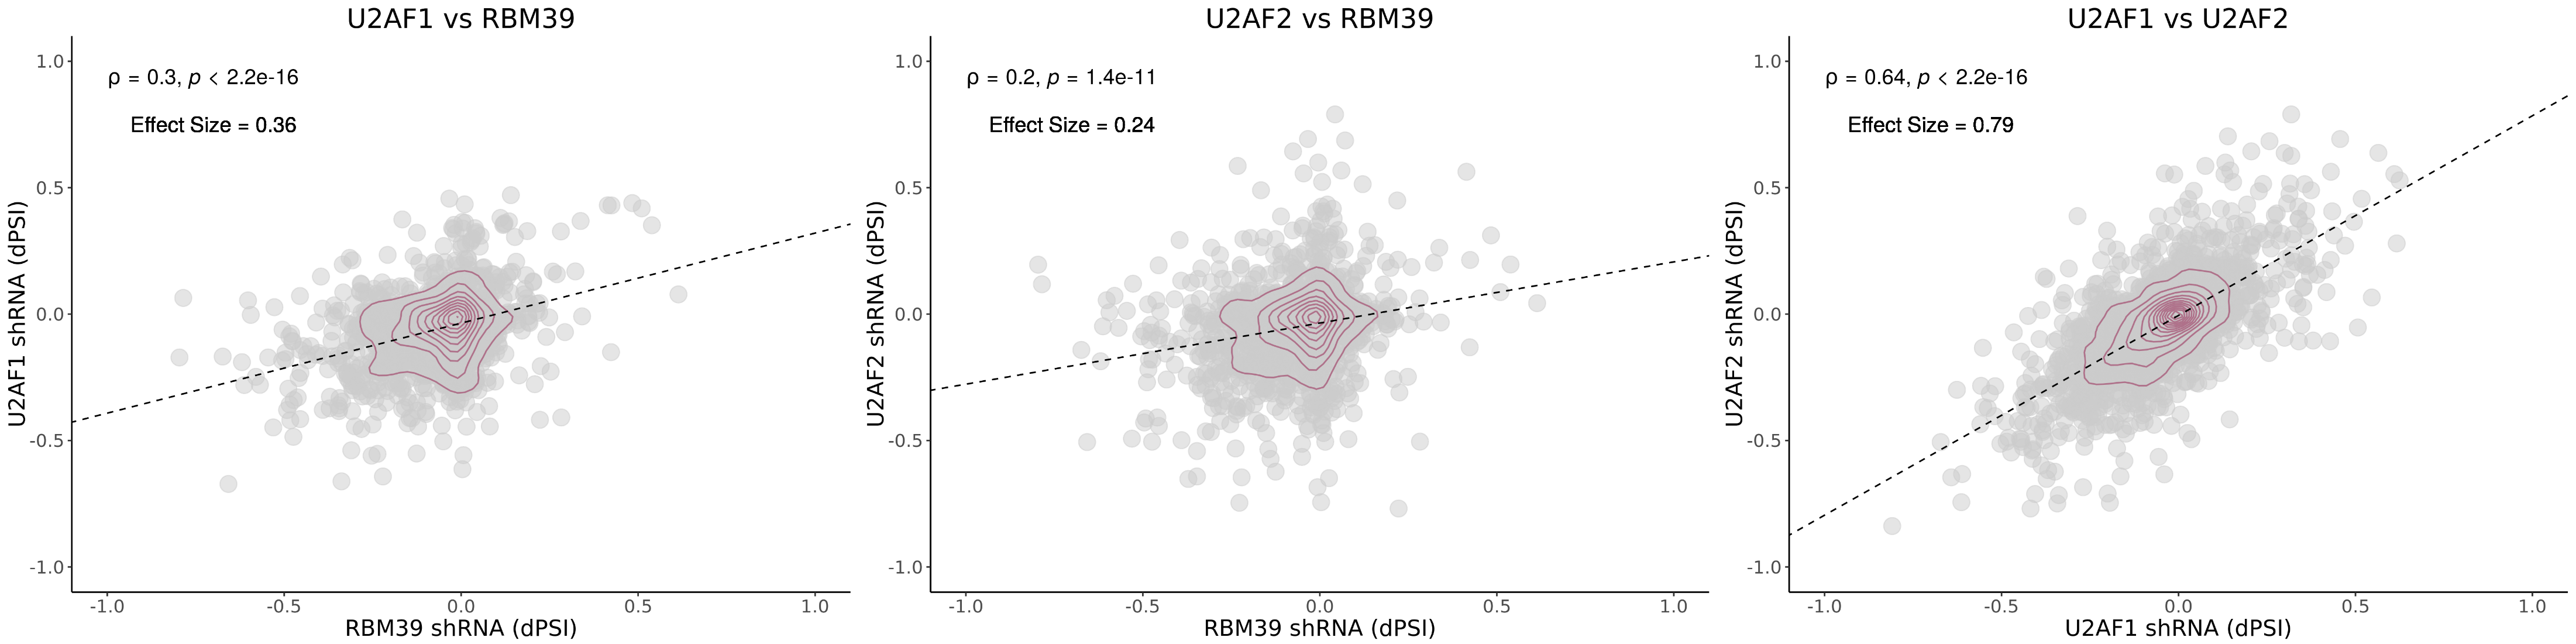 U2AF1 vs RBM39
ρ = 0.3, p < 2.2e-16
Effect Size = 0.36
U2AF1 shRNA (dPSI)
1.0
0.5
0.0
-0.5
-1.0
-1.0 -0.5 0.0 0.5 1.0
RBM39 shRNA (dPSI)
U2AF2 vs RBM39
ρ = 0.2, p = 1.4e-11
Effect Size = 0.24
U2AF2 shRNA (dPSI)
1.0
0.5
0.0
-0.5
-1.0
-1.0 -0.5 0.0 0.5 1.0
RBM39 shRNA (dPSI)
U2AF1 vs U2AF2
ρ = 0.64, p < 2.2e-16
Effect Size = 0.79
U2AF2 shRNA (dPSI)
1.0
0.5
0.0
-0.5
-1.0
-1.0 -0.5 0.0 0.5 1.0
U2AF1 shRNA (dPSI)